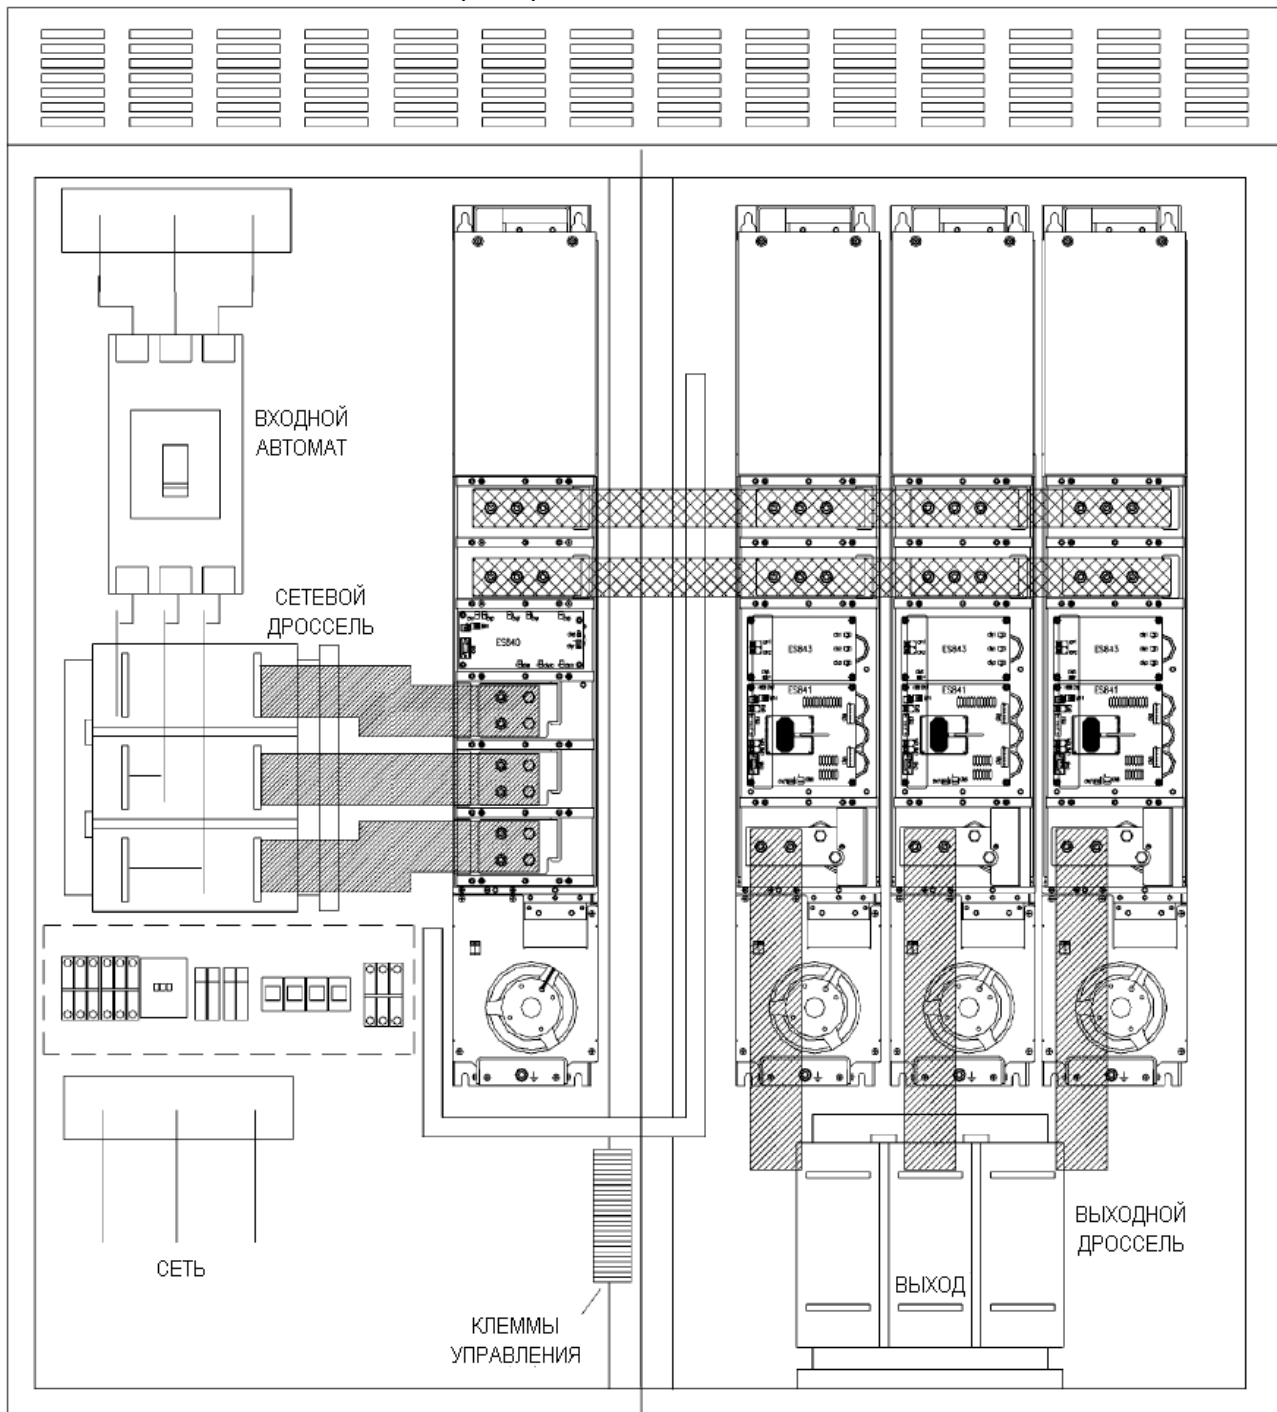 ВХОДНОЙ
АВТОМАТ
СЕТЕВОЙ
ДРОССЕЛЬ
ES840
ES843
ES843
ES843
ES841
ES841
ES841
ВЫХОДНОЙ
ДРОССЕЛЬ
СЕТЬ
ВЫХОД
КЛЕММЫ
УПРАВЛЕНИЯ